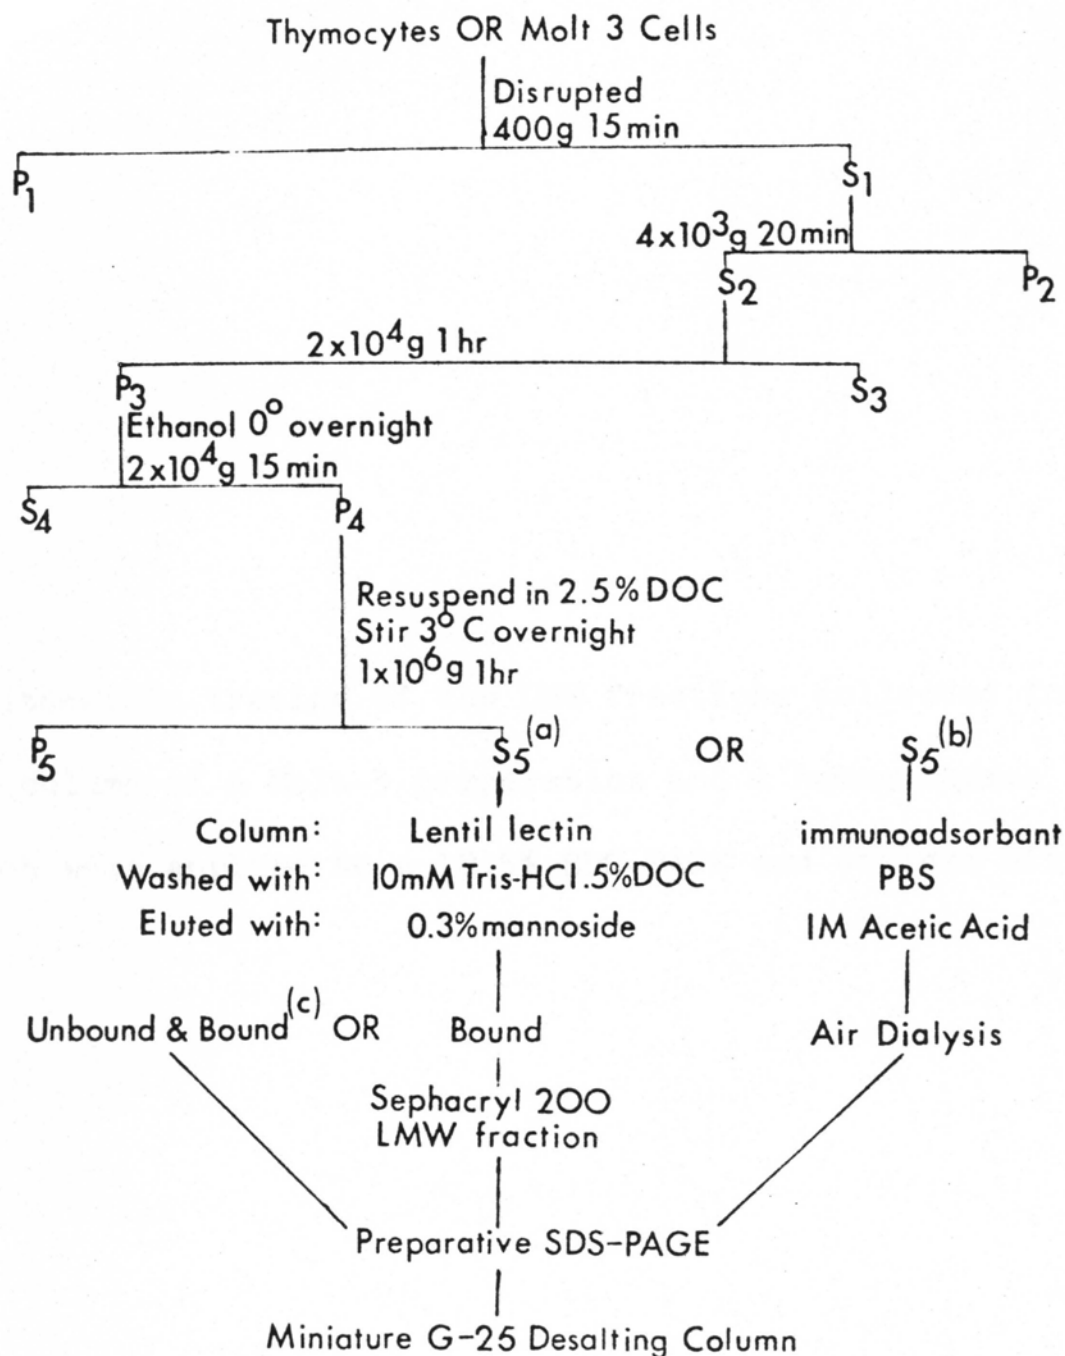 Thymocytes OR Molt 3 Cells
Disrupted
400g 15min
P1
S1
4x10³g 20min
S2
P2
2x10⁴g 1hr
P3
S3
Ethanol 0° overnight
2x10⁴g 15min
S4
P4
Resuspend in 2.5% DOC
Stir 3° C overnight
1x10⁶g 1hr
P5
S5(a) OR S5(b)
Column: Lentil lectin immunoadsorbant
Washed with: 10mM Tris-HCl .5%DOC PBS
Eluted with: 0.3% mannoside 1M Acetic Acid
Unbound & Bound(c) OR Bound Air Dialysis
Sephacryl 200
LMW fraction
Preparative SDS-PAGE
Miniature G-25 Desalting Column